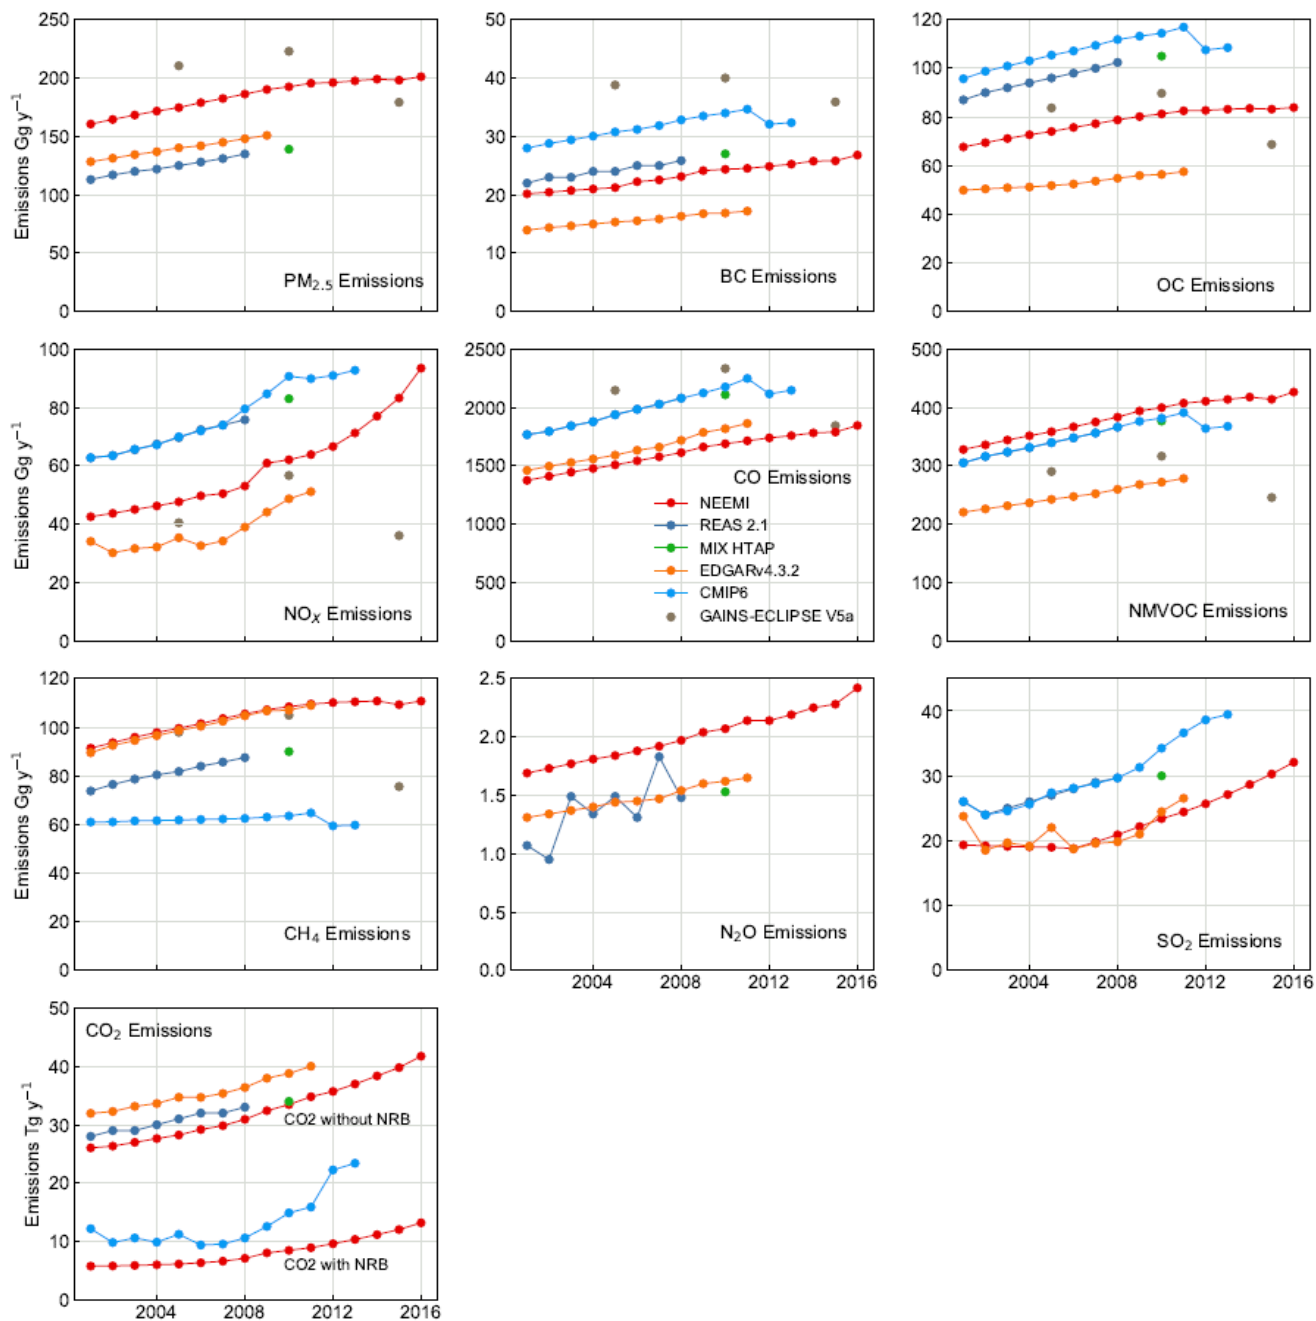 250
200
150
100
50
0
Emissions Gg y⁻¹
PM₂.₅ Emissions
50
40
30
20
10
0
BC Emissions
120
100
80
60
40
20
0
OC Emissions
100
80
60
40
20
0
Emissions Gg y⁻¹
NOₓ Emissions
2500
2000
1500
1000
500
0
CO Emissions
NEEMI
REAS 2.1
MIX HTAP
EDGARv4.3.2
CMIP6
GAINS-ECLIPSE V5a
500
400
300
200
100
0
NMVOC Emissions
120
100
80
60
40
20
0
Emissions Gg y⁻¹
CH₄ Emissions
2.5
2.0
1.5
1.0
0.5
0.0
N₂O Emissions
2004 2008 2012 2016
40
30
20
10
0
SO₂ Emissions
2004 2008 2012 2016
50
40
30
20
10
0
Emissions Tg y⁻¹
CO₂ Emissions
CO2 without NRB
CO2 with NRB
2004 2008 2012 2016